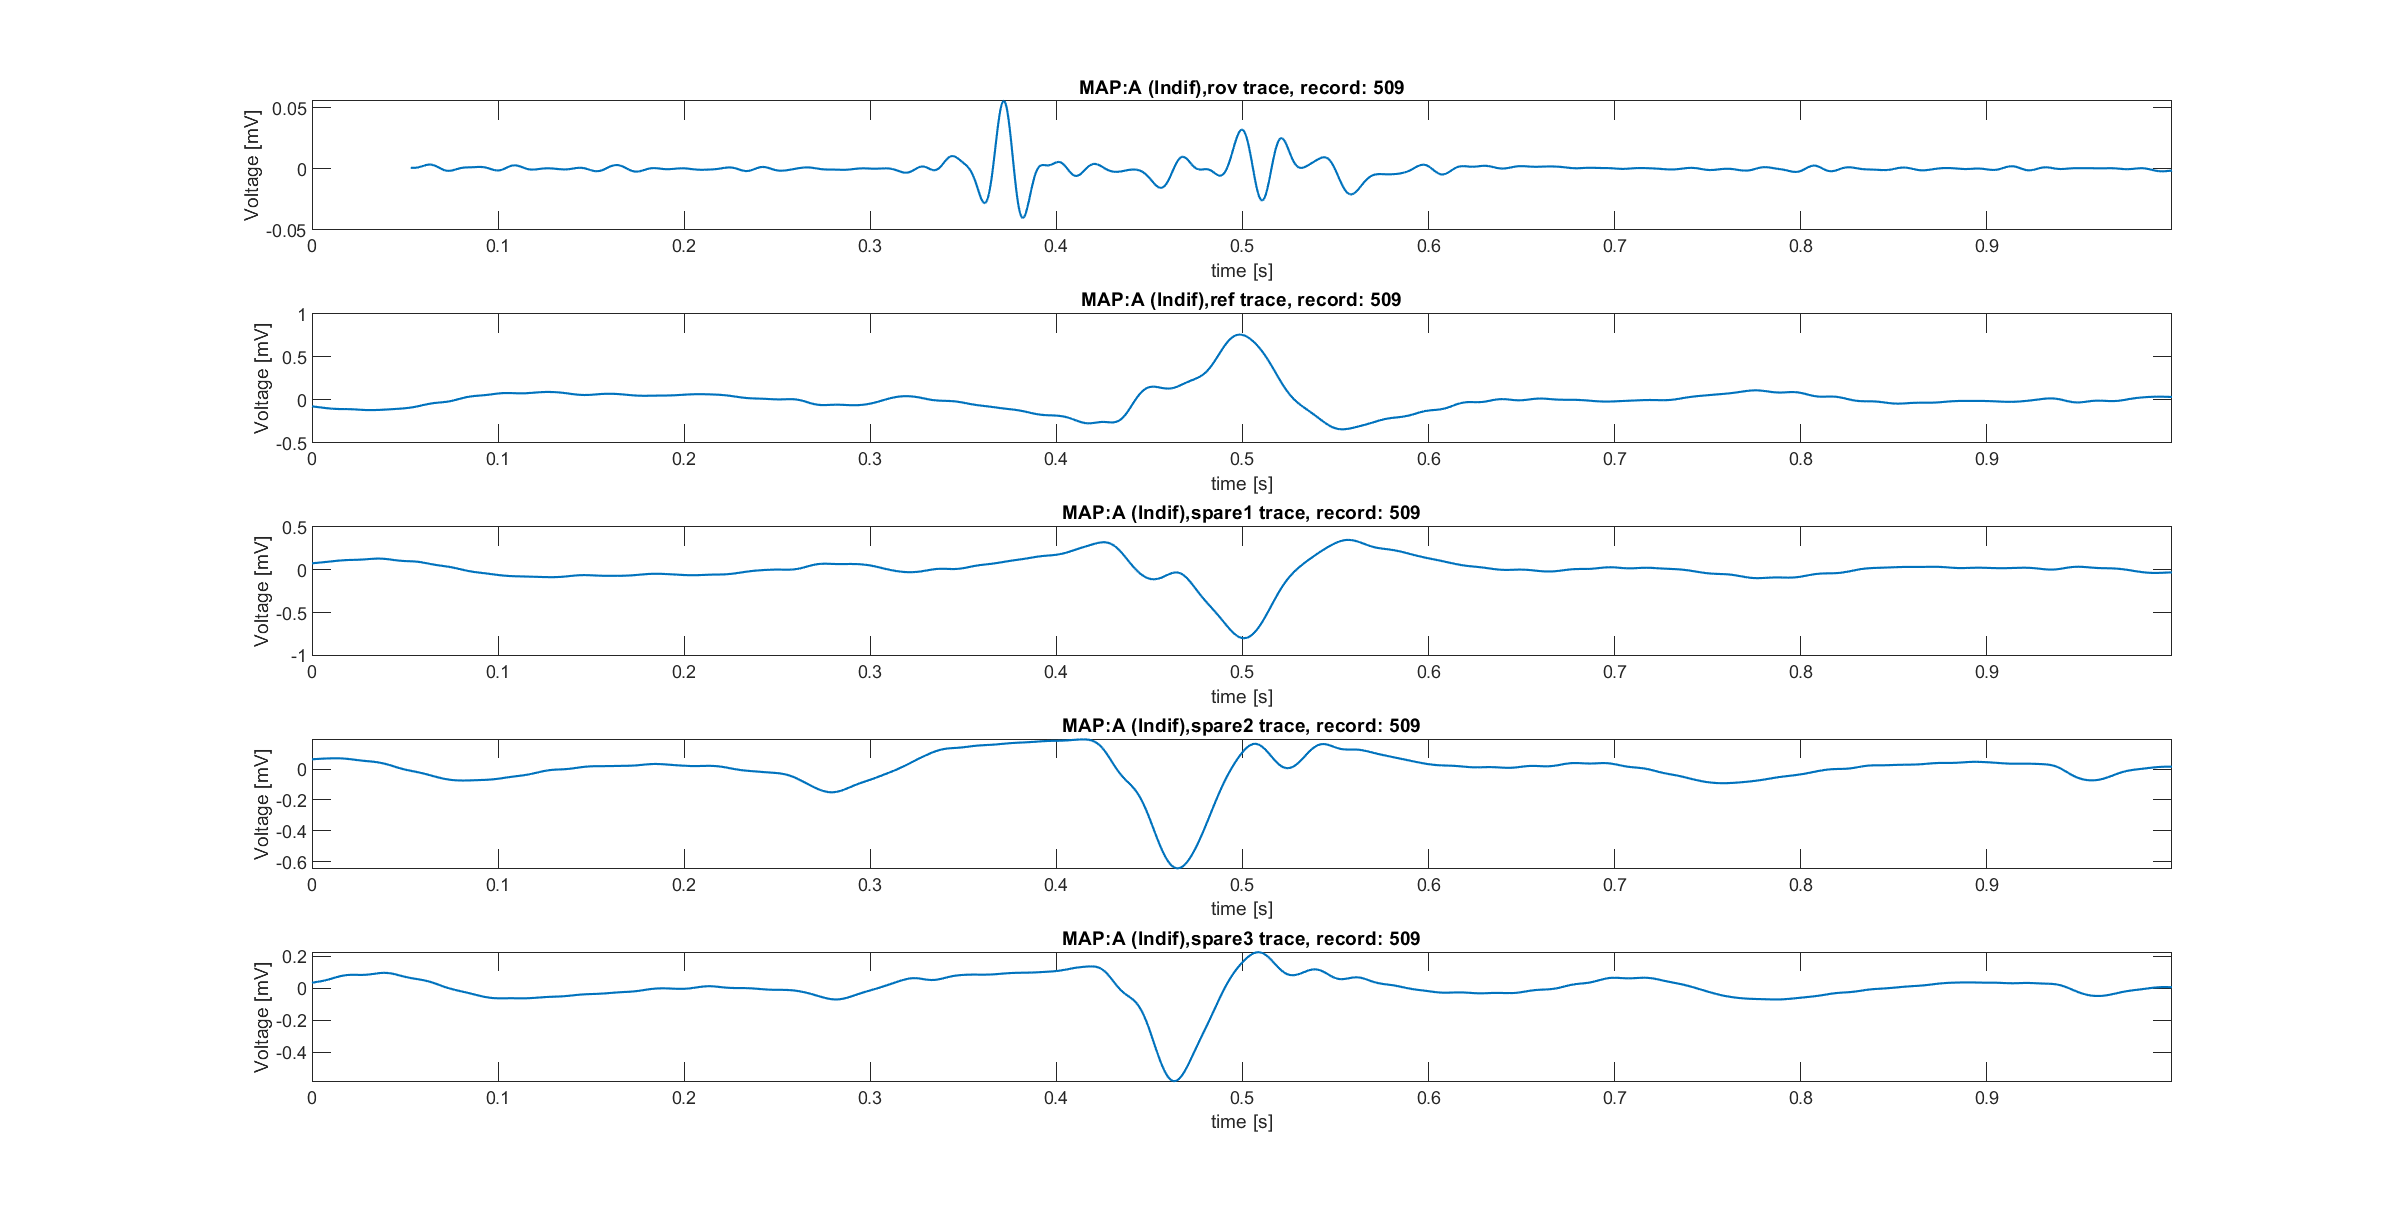 MAP:A (Indif),rov trace, record: 509
Voltage [mV]
0.05
0
-0.05
0 0.1 0.2 0.3 0.4 0.5 0.6 0.7 0.8 0.9
time [s]
MAP:A (Indif),ref trace, record: 509
Voltage [mV]
1
0.5
0
-0.5
0 0.1 0.2 0.3 0.4 0.5 0.6 0.7 0.8 0.9
time [s]
MAP:A (Indif),spare1 trace, record: 509
Voltage [mV]
0.5
0
-0.5
-1
0 0.1 0.2 0.3 0.4 0.5 0.6 0.7 0.8 0.9
time [s]
MAP:A (Indif),spare2 trace, record: 509
Voltage [mV]
0
-0.2
-0.4
-0.6
0 0.1 0.2 0.3 0.4 0.5 0.6 0.7 0.8 0.9
time [s]
MAP:A (Indif),spare3 trace, record: 509
Voltage [mV]
0.2
0
-0.2
-0.4
0 0.1 0.2 0.3 0.4 0.5 0.6 0.7 0.8 0.9
time [s]